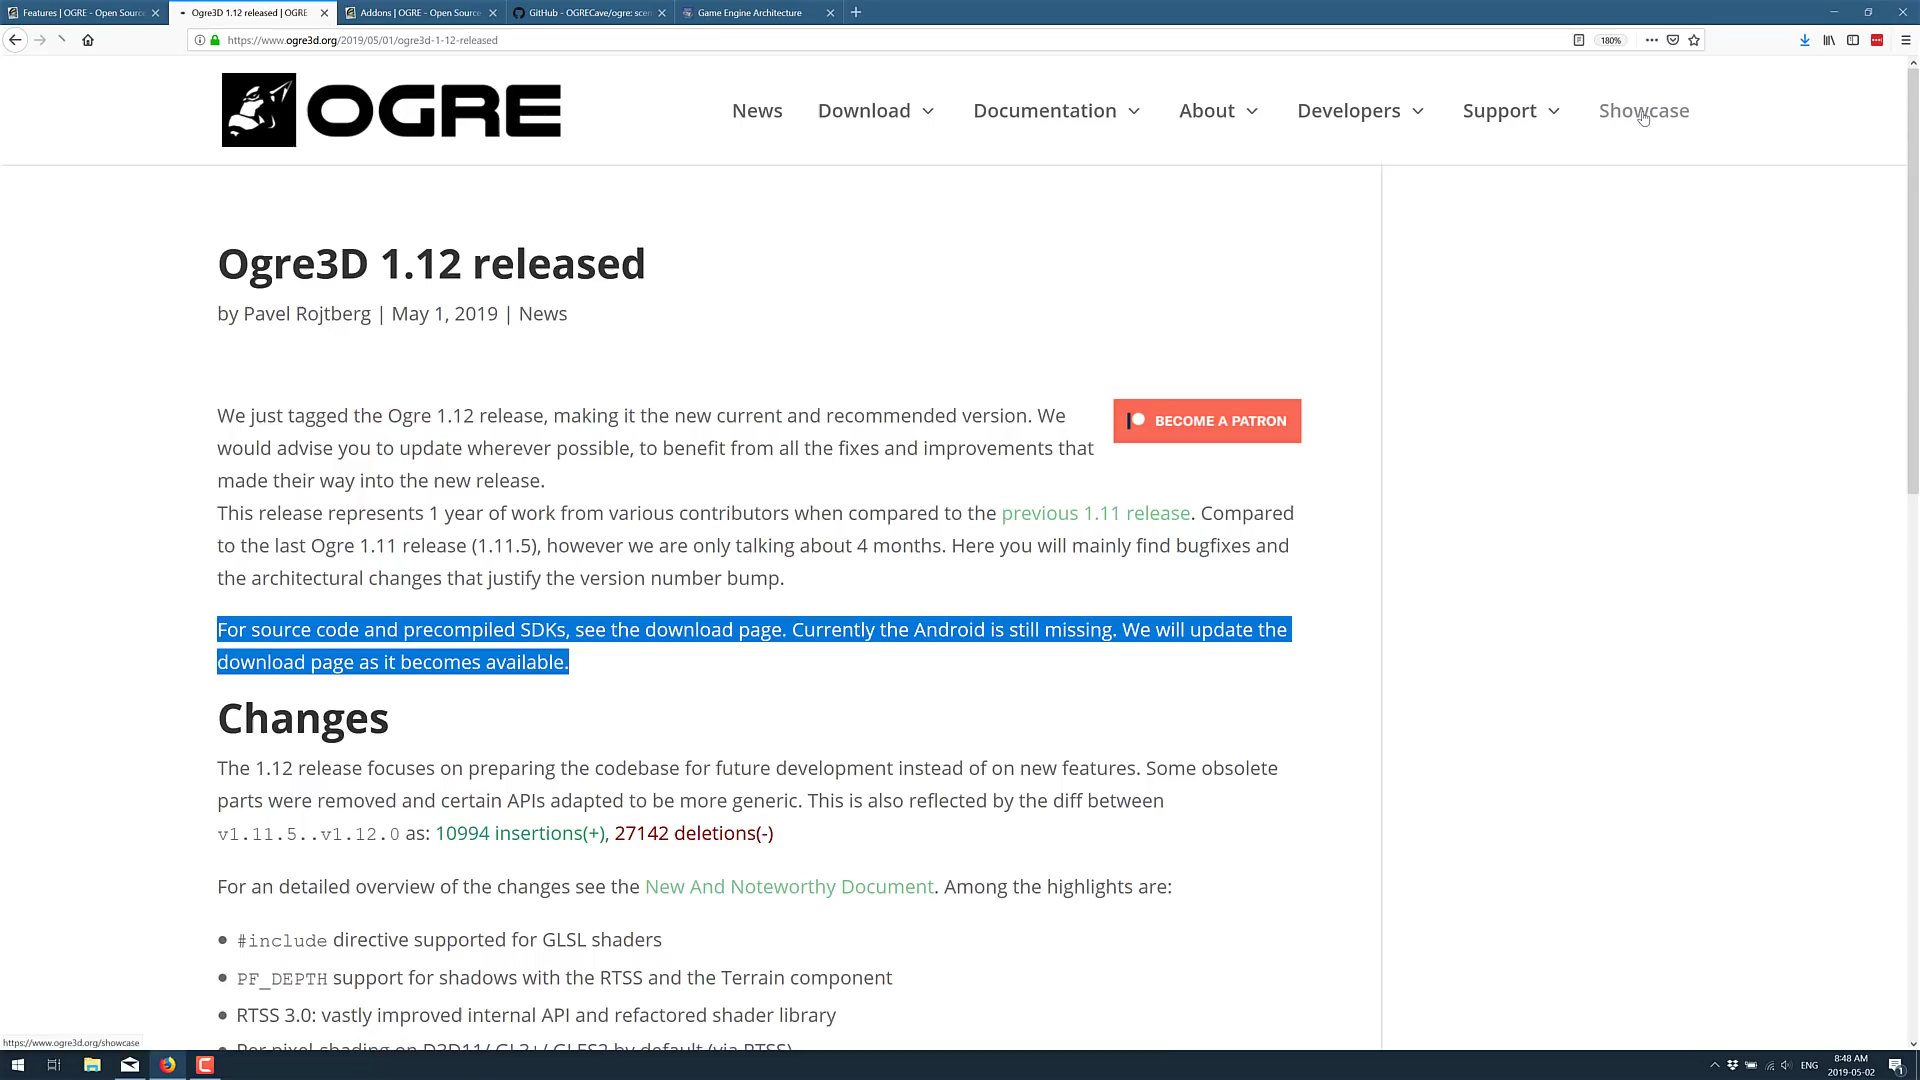 Features | OGRE - Open Sourc
Ogre3D 1.12 released | OGRE
Addons | OGRE - Open Source
GitHub - OGRECave/ogre: scen
Game Engine Architecture
https://www.ogre3d.org/2019/05/01/ogre3d-1-12-released
180%
OGRE
News
Download
Documentation
About
Developers
Support
Showcase
Ogre3D 1.12 released
by Pavel Rojtberg | May 1, 2019 | News
We just tagged the Ogre 1.12 release, making it the new current and recommended version. We
BECOME A PATRON
would advise you to update wherever possible, to benefit from all the fixes and improvements that
made their way into the new release.
This release represents 1 year of work from various contributors when compared to the previous 1.11 release. Compared
to the last Ogre 1.11 release (1.11.5), however we are only talking about 4 months. Here you will mainly find bugfixes and
the architectural changes that justify the version number bump.
For source code and precompiled SDKs, see the download page. Currently the Android is still missing. We will update the
download page as it becomes available.
Changes
The 1.12 release focuses on preparing the codebase for future development instead of on new features. Some obsolete
parts were removed and certain APIs adapted to be more generic. This is also reflected by the diff between
v1.11.5..v1.12.0 as: 10994 insertions(+), 27142 deletions(-)
For an detailed overview of the changes see the New And Noteworthy Document. Among the highlights are:
#include directive supported for GLSL shaders
PF_DEPTH support for shadows with the RTSS and the Terrain component
RTSS 3.0: vastly improved internal API and refactored shader library
Per pixel shading on D3D11/ GL3+/ GLES2 by default (via RTSS)
https://www.ogre3d.org/showcase
ENG
8:48 AM
2019-05-02